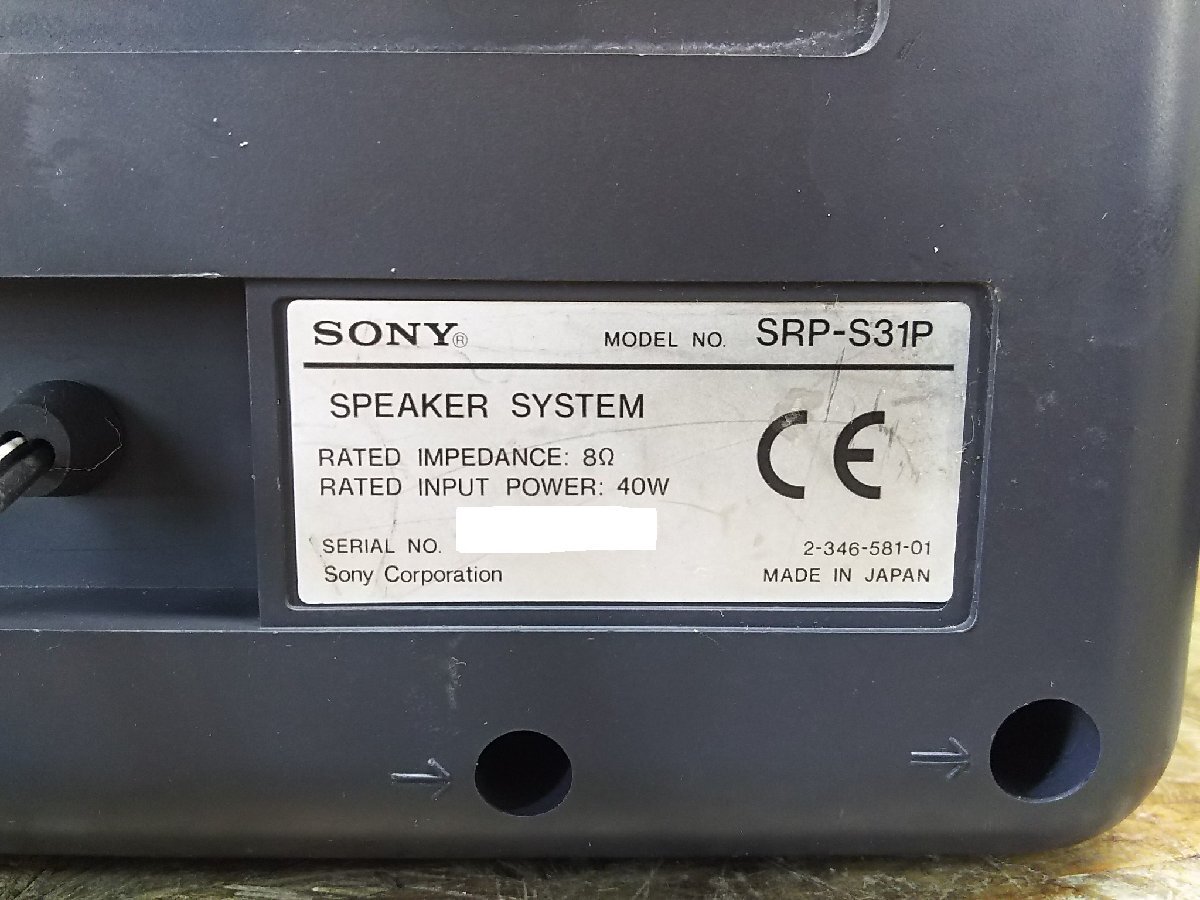 SONY® MODEL NO. SRP-S31P
SPEAKER SYSTEM
RATED IMPEDANCE: 8Ω
RATED INPUT POWER: 40W
CE
SERIAL NO. 2-346-581-01
Sony Corporation MADE IN JAPAN